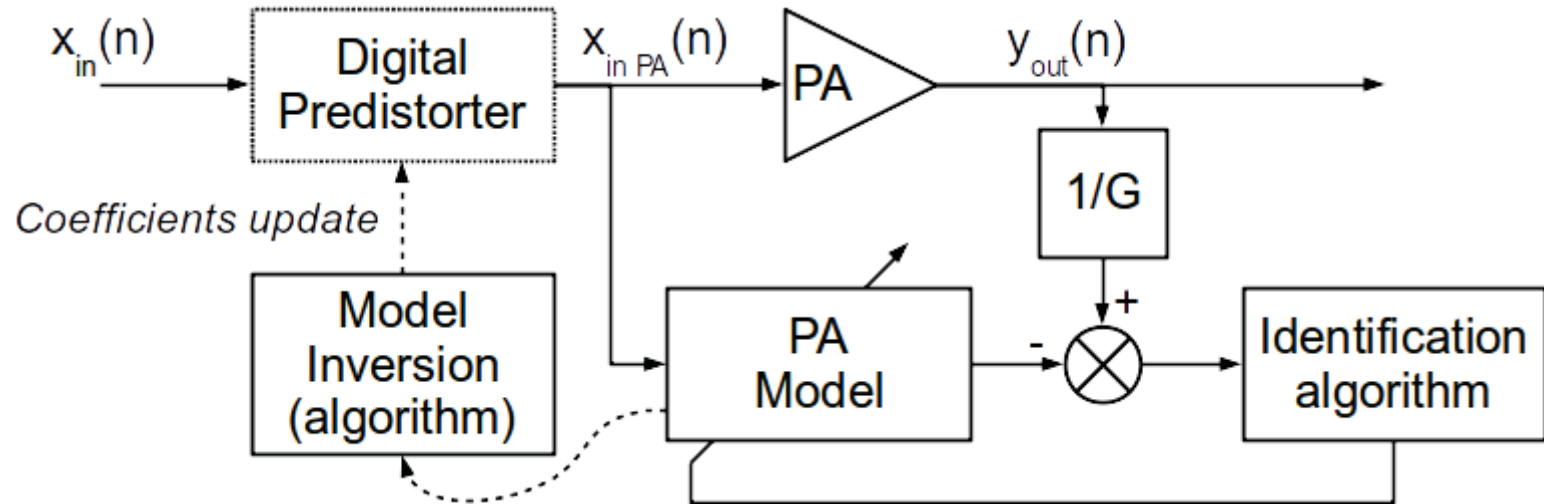 x_in(n)
Digital
Predistorter
x_in PA(n)
PA
y_out(n)
1/G
Coefficients update
Model
Inversion
(algorithm)
PA
Model
-
+
Identification
algorithm